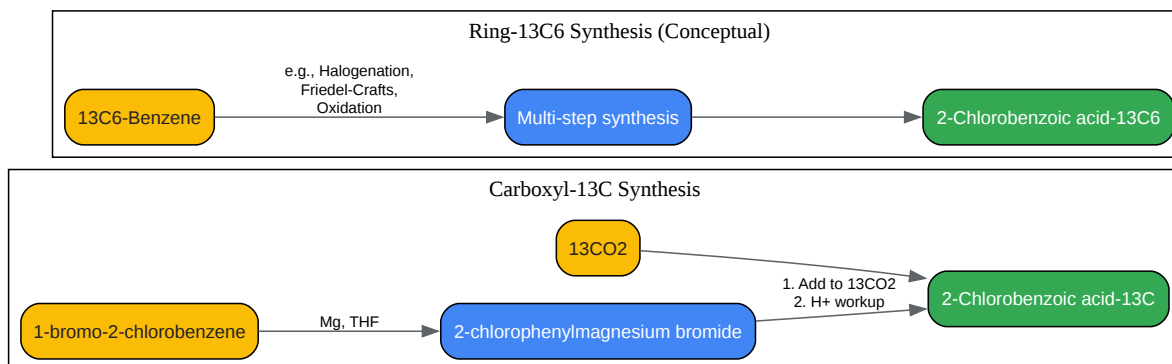 Ring-13C6 Synthesis (Conceptual)
e.g., Halogenation,
Friedel-Crafts,
Oxidation
13C6-Benzene
Multi-step synthesis
2-Chlorobenzoic acid-13C6
Carboxyl-13C Synthesis
13CO2
1. Add to 13CO2
2. H+ workup
2-Chlorobenzoic acid-13C
1-bromo-2-chlorobenzene
Mg, THF
2-chlorophenylmagnesium bromide